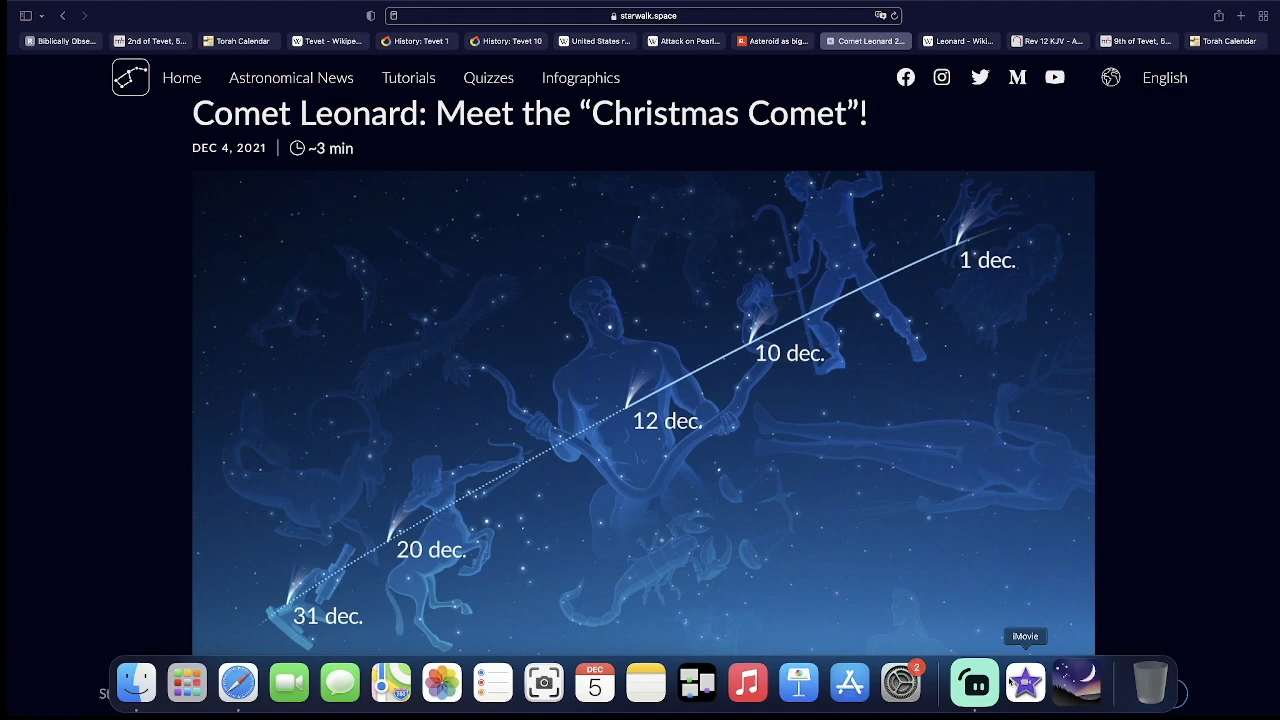 starwalk.space
Biblically Obse...
2nd of Tevet, 5...
Torah Calendar
Tevet - Wikipe...
History: Tevet 1
History: Tevet 10
United States r...
Attack on Pearl...
Asteroid as big...
Comet Leonard 2...
Leonard - Wiki...
Rev 12 KJV - A...
9th of Tevet, 5...
Torah Calendar
Home
Astronomical News
Tutorials
Quizzes
Infographics
English
Comet Leonard: Meet the “Christmas Comet”!
DEC 4, 2021
~3 min
1 dec.
10 dec.
12 dec.
20 dec.
31 dec.
iMovie
DEC
5
2
St